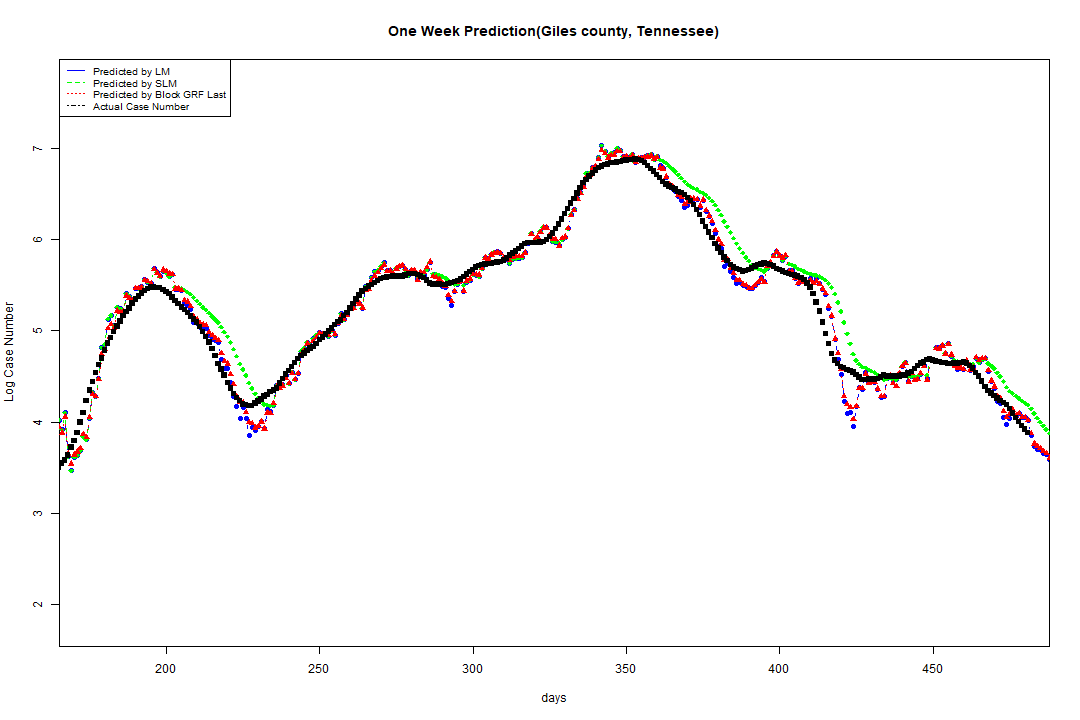 One Week Prediction(Giles county, Tennessee)
Predicted by LM
Predicted by SLM
Predicted by Block GRF Last
Actual Case Number
7
6
5
4
3
2
Log Case Number
200 250 300 350 400 450
days